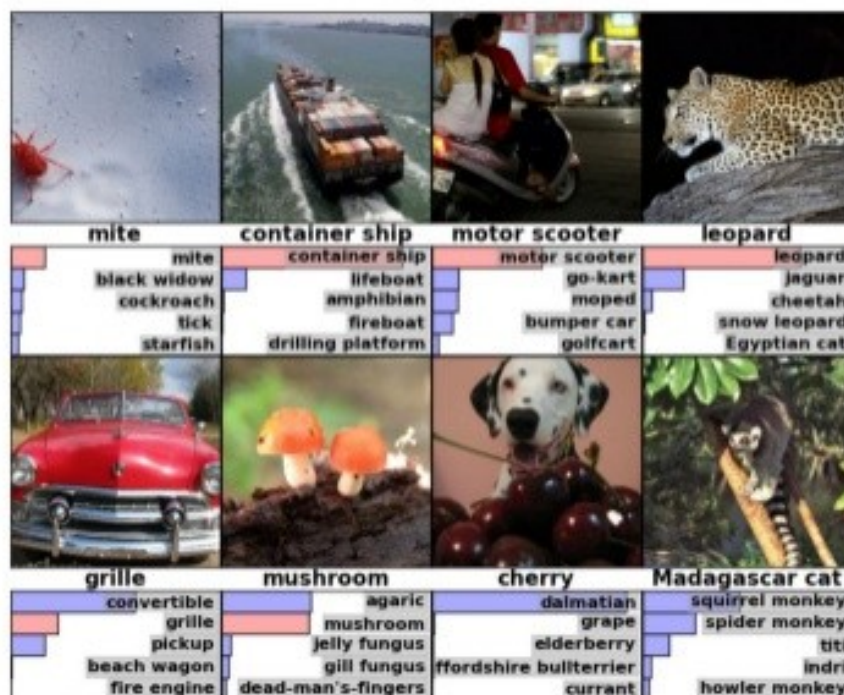 mite
container ship
motor scooter
leopard
mite
black widow
cockroach
tick
starfish
container ship
lifeboat
amphibian
fireboat
drilling platform
motor scooter
go-kart
moped
bumper car
golfcart
leopard
jaguar
cheetah
snow leopard
Egyptian cat
grille
mushroom
cherry
Madagascar cat
convertible
grille
pickup
beach wagon
fire engine
agaric
mushroom
jelly fungus
gill fungus
dead-man's-fingers
dalmatian
grape
elderberry
ffordshire bullterrier
currant
squirrel monkey
spider monkey
titi
indri
howler monkey